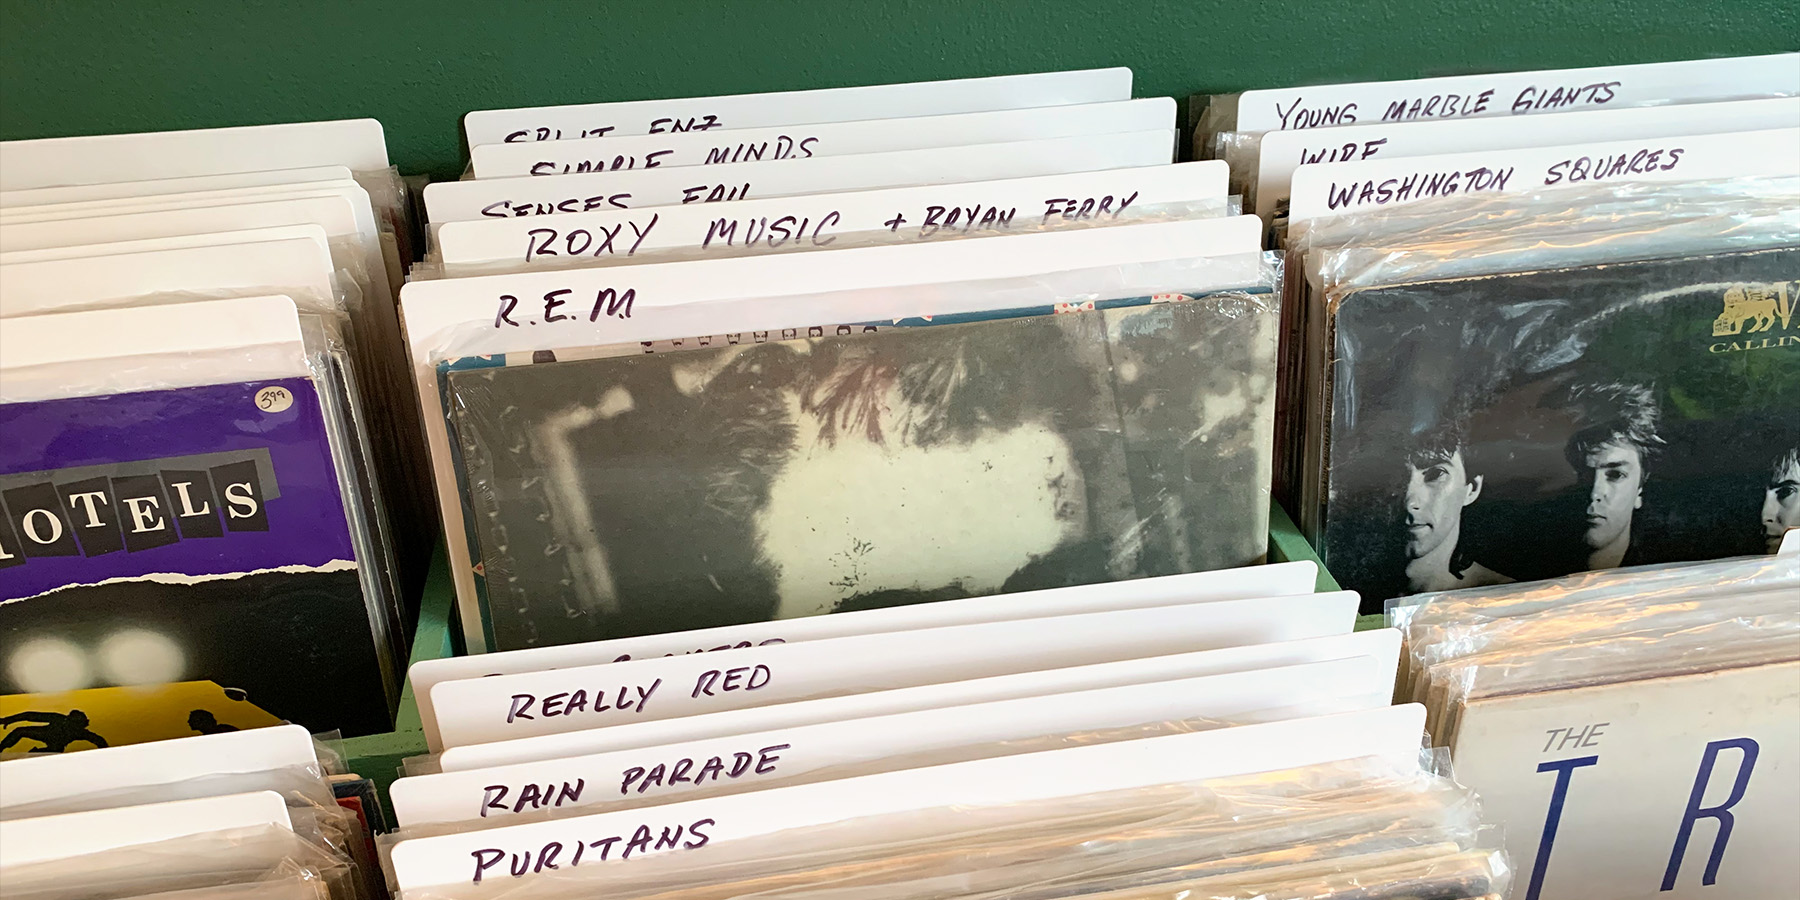 SPLIT ENZ
SIMPLE MINDS
SENSES FAIL
ROXY MUSIC + BRYAN FERRY
R.E.M
REALLY RED
RAIN PARADE
PURITANS
YOUNG MARBLE GIANTS
WIRE
WASHINGTON SQUARES
399
OTELS
CALLIN
THE
T R